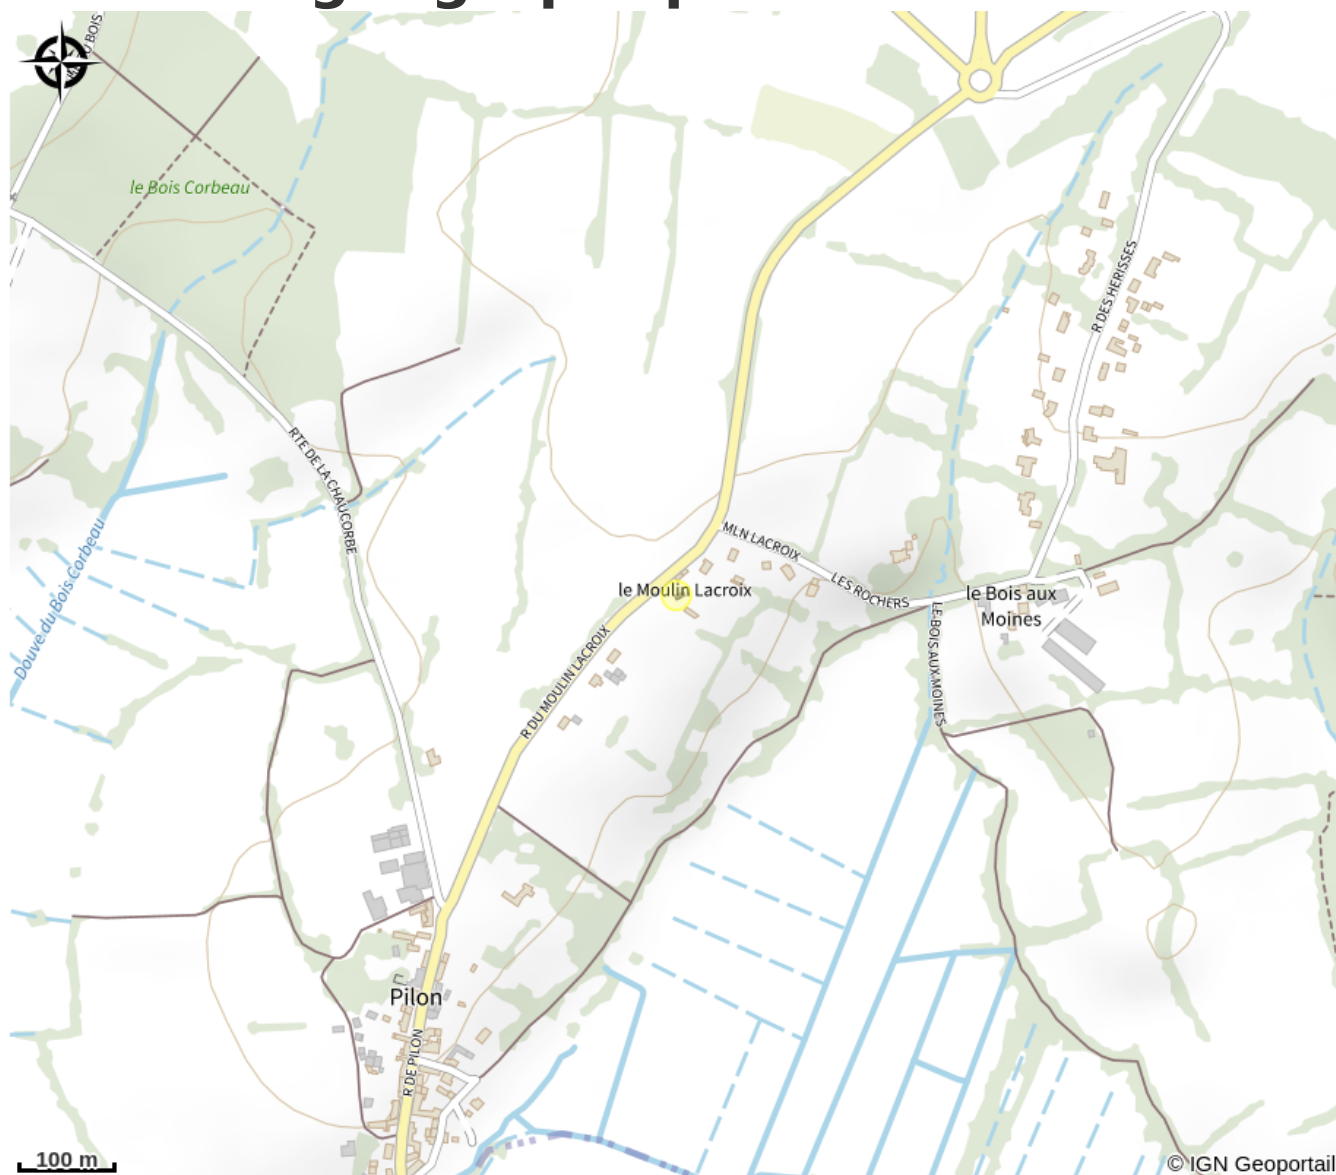 le Bois Corbeau
R DES HERISSES
RTE DE LA CHAUCORBE
MLN LACROIX
LES ROCHERS
le Moulin Lacroix
le Bois aux
Moines
Douve du Bois Corbeau
R DU MOULIN LACROIX
LE BOIS AUX MOINES
Pilon
R DE PILON
100 m
© IGN Geoportail